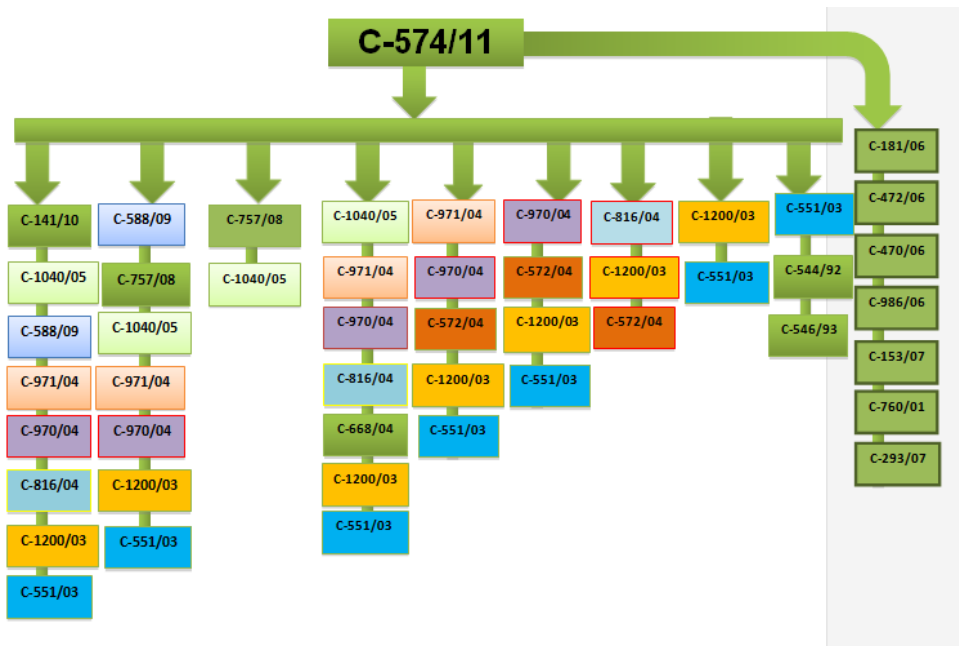 C-574/11
C-141/10
C-1040/05
C-588/09
C-971/04
C-970/04
C-816/04
C-1200/03
C-551/03
C-588/09
C-757/08
C-1040/05
C-971/04
C-970/04
C-1200/03
C-551/03
C-757/08
C-1040/05
C-1040/05
C-971/04
C-970/04
C-816/04
C-668/04
C-1200/03
C-551/03
C-971/04
C-970/04
C-572/04
C-1200/03
C-551/03
C-970/04
C-572/04
C-1200/03
C-551/03
C-816/04
C-1200/03
C-572/04
C-1200/03
C-551/03
C-551/03
C-544/92
C-546/93
C-181/06
C-472/06
C-470/06
C-986/06
C-153/07
C-760/01
C-293/07